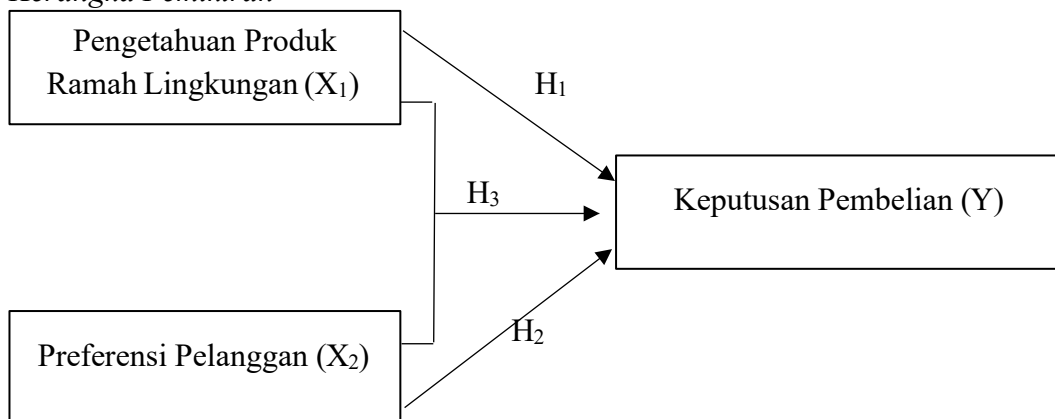 Kerangka Pemikiran
Pengetahuan Produk
Ramah Lingkungan (X1)
H1
Keputusan Pembelian (Y)
H3
H2
Preferensi Pelanggan (X2)